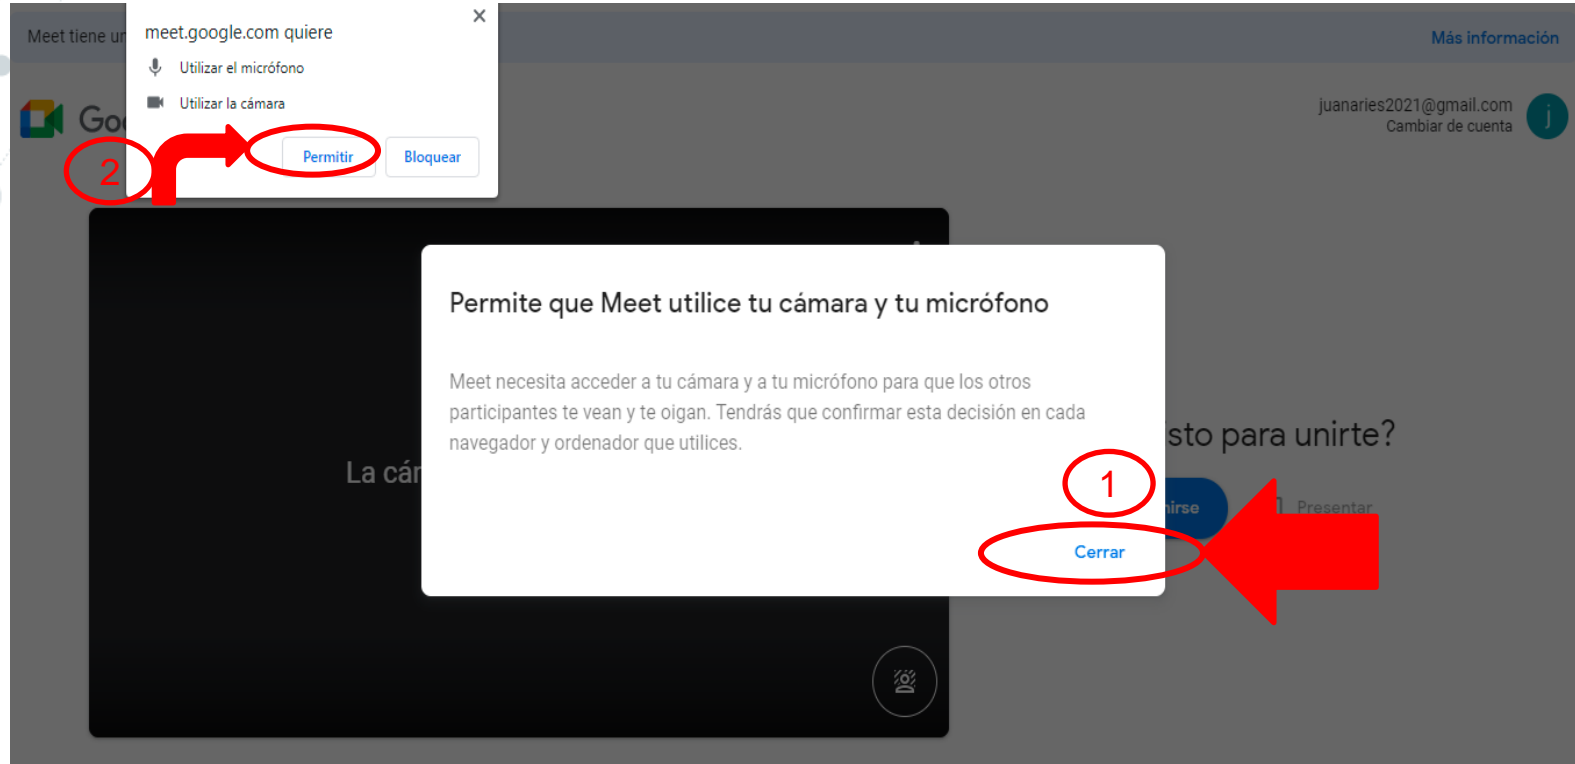 Meet tiene un
Más información
meet.google.com quiere
Utilizar el micrófono
Utilizar la cámara
Permitir
Bloquear
2
Goo
juanaries2021@gmail.com
Cambiar de cuenta
j
Permite que Meet utilice tu cámara y tu micrófono
Meet necesita acceder a tu cámara y a tu micrófono para que los otros
participantes te vean y te oigan. Tendrás que confirmar esta decisión en cada
navegador y ordenador que utilices.
1
Cerrar
La cám
sto para unirte?
nirse
Presentar